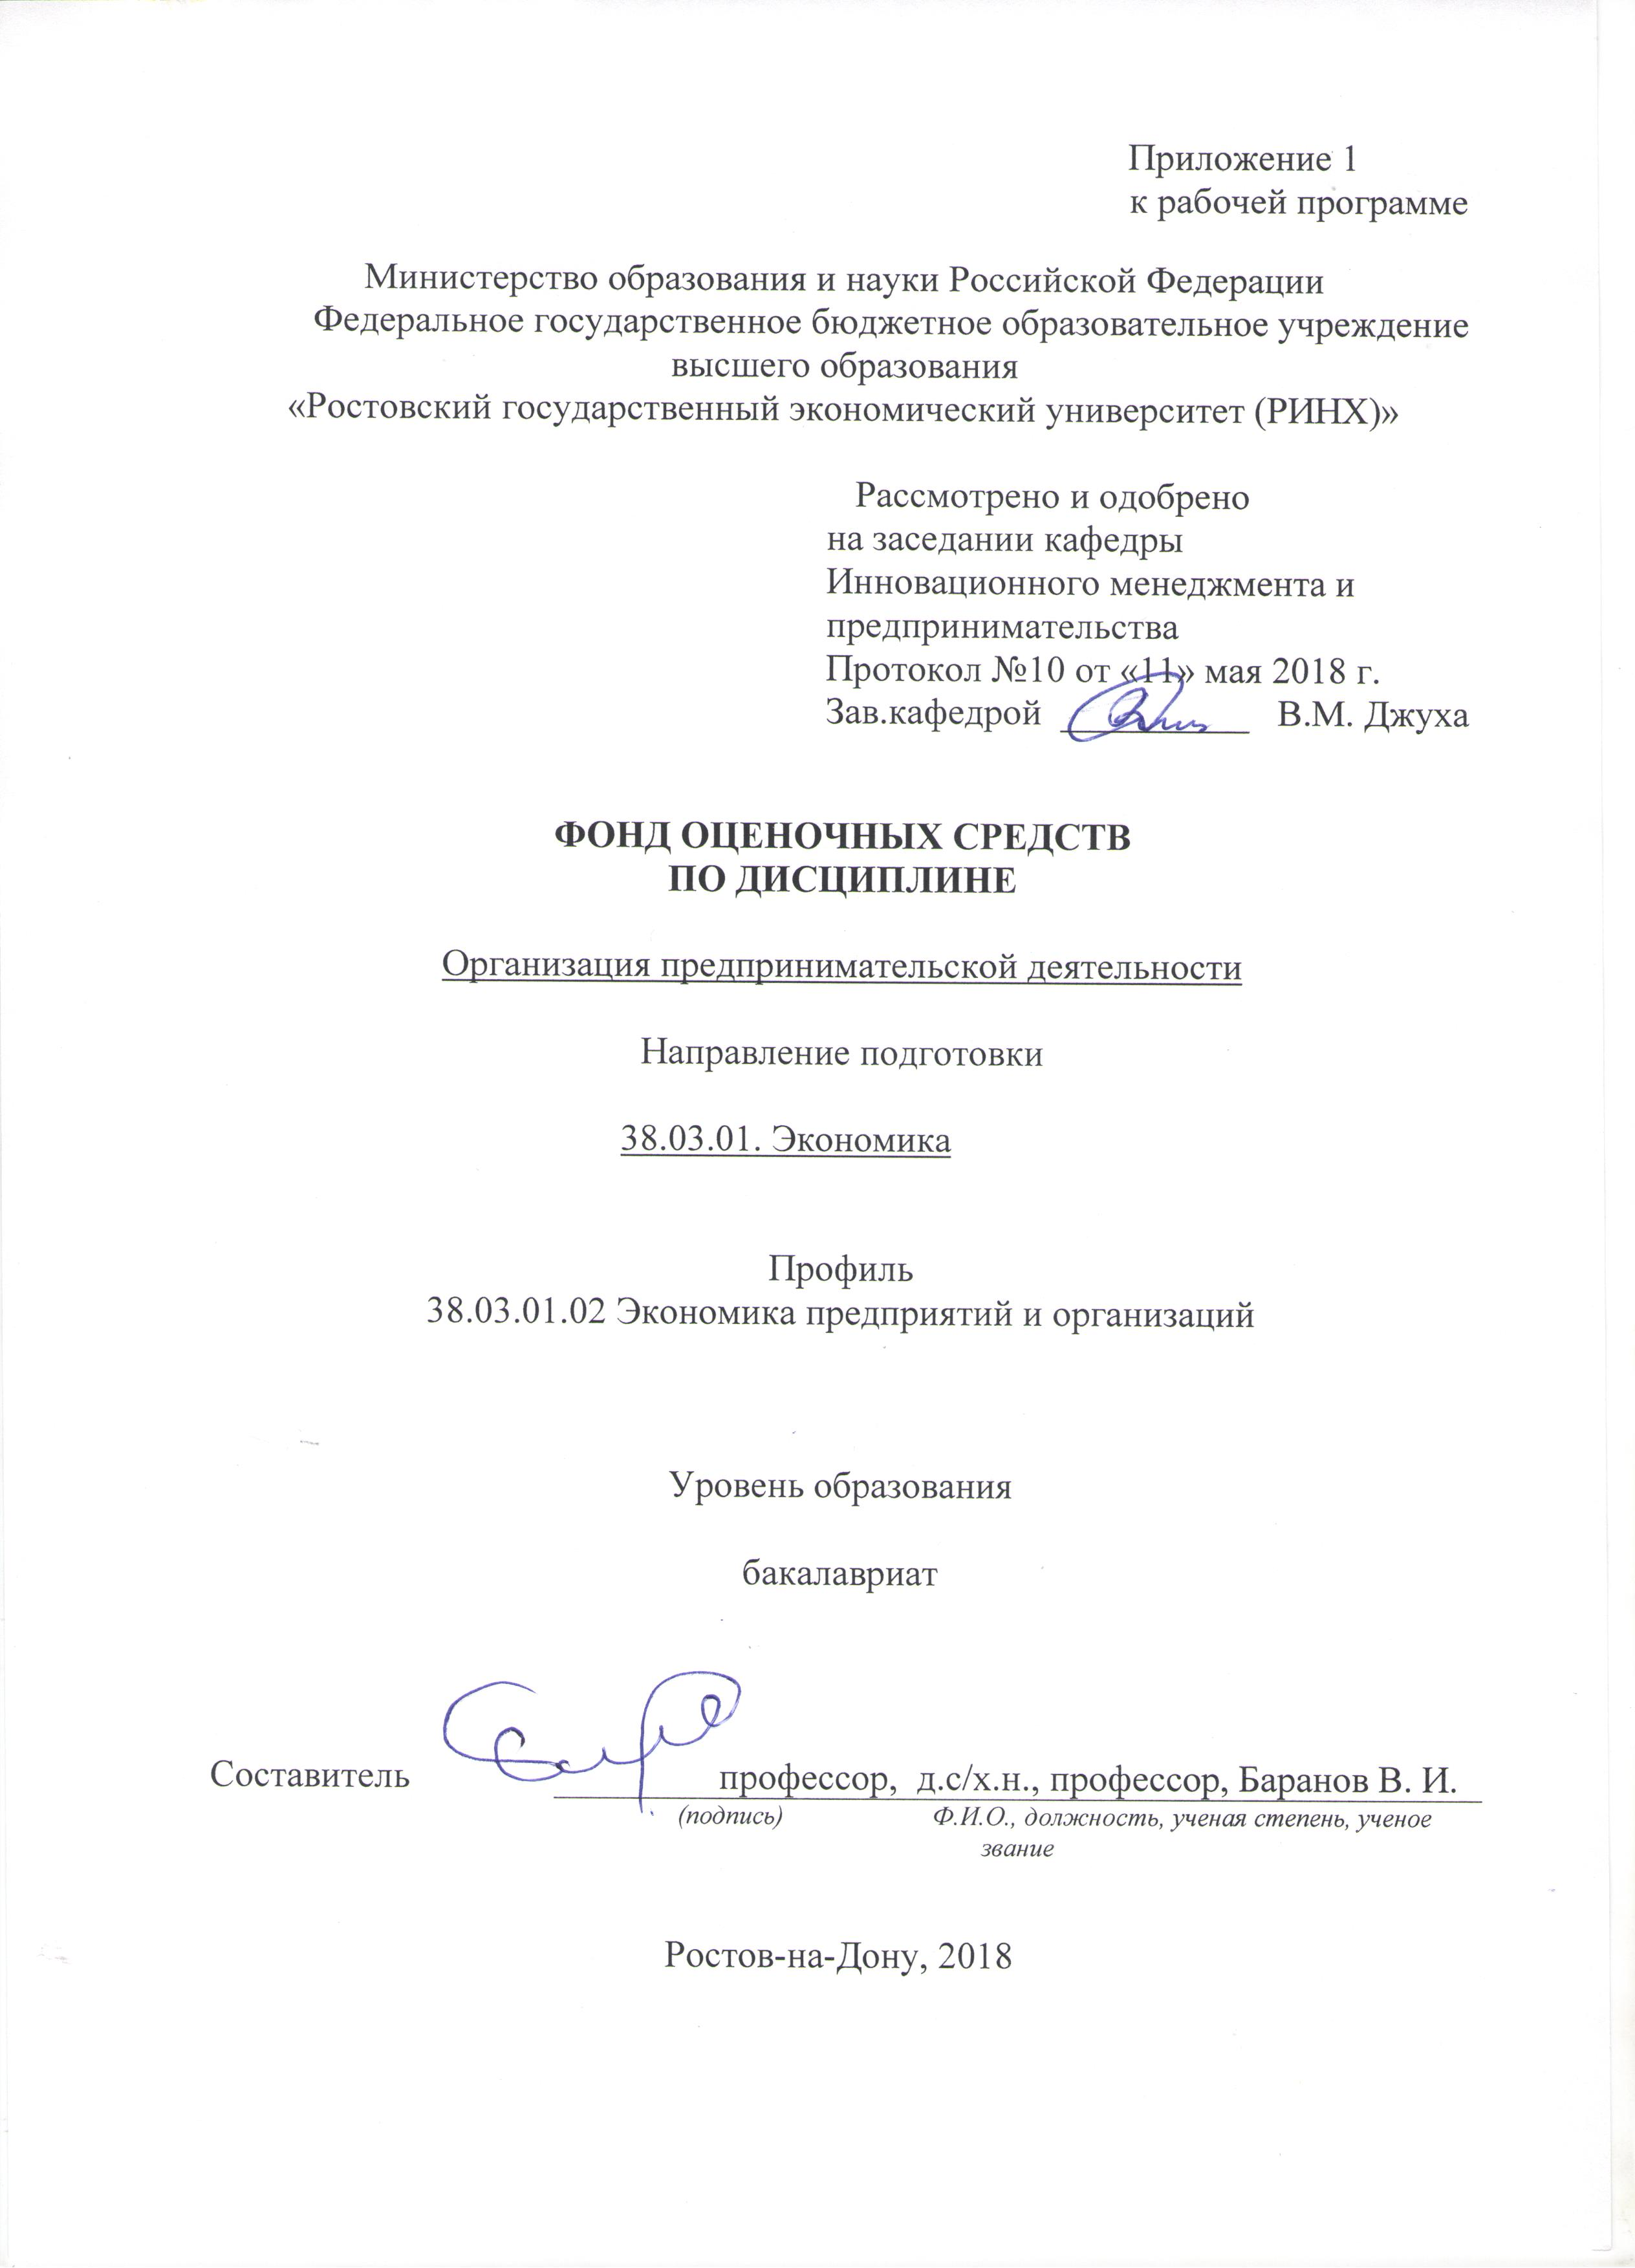 Приложение 1
к рабочей программе
Министерство образования и науки Российской Федерации
Федеральное государственное бюджетное образовательное учреждение
высшего образования
«Ростовский государственный экономический университет (РИНХ)»
Рассмотрено и одобрено
на заседании кафедры
Инновационного менеджмента и
предпринимательства
Протокол №10 от «11» мая 2018 г.
Зав.кафедрой В.М. Джуха
ФОНД ОЦЕНОЧНЫХ СРЕДСТВ
ПО ДИСЦИПЛИНЕ
Организация предпринимательской деятельности
Направление подготовки
38.03.01. Экономика
Профиль
38.03.01.02 Экономика предприятий и организаций
Уровень образования
бакалавриат
Составитель профессор, д.с/х.н., профессор, Баранов В. И.
(подпись) Ф.И.О., должность, ученая степень, ученое
звание
Ростов-на-Дону, 2018